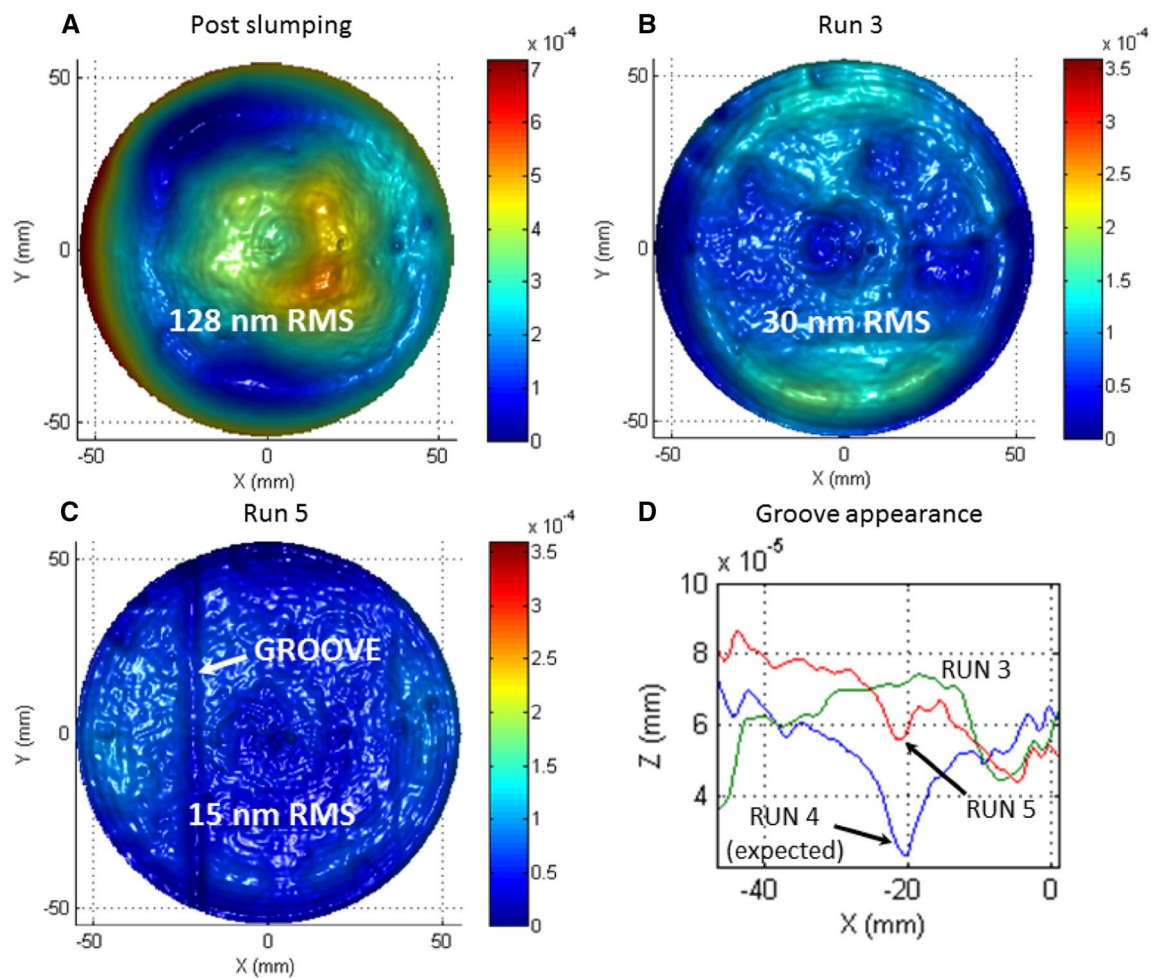 A
Post slumping
x 10-4
50
0
-50
Y (mm)
-50
0
50
X (mm)
7
6
5
4
3
2
1
0
128 nm RMS
B
Run 3
x 10-4
50
0
-50
Y (mm)
-50
0
50
X (mm)
3.5
3
2.5
2
1.5
1
0.5
0
30 nm RMS
C
Run 5
x 10-4
50
0
-50
Y (mm)
-50
0
50
X (mm)
3.5
3
2.5
2
1.5
1
0.5
0
GROOVE
15 nm RMS
D
Groove appearance
x 10-5
10
8
6
4
Z (mm)
RUN 3
RUN 5
RUN 4
(expected)
-40
-20
0
X (mm)